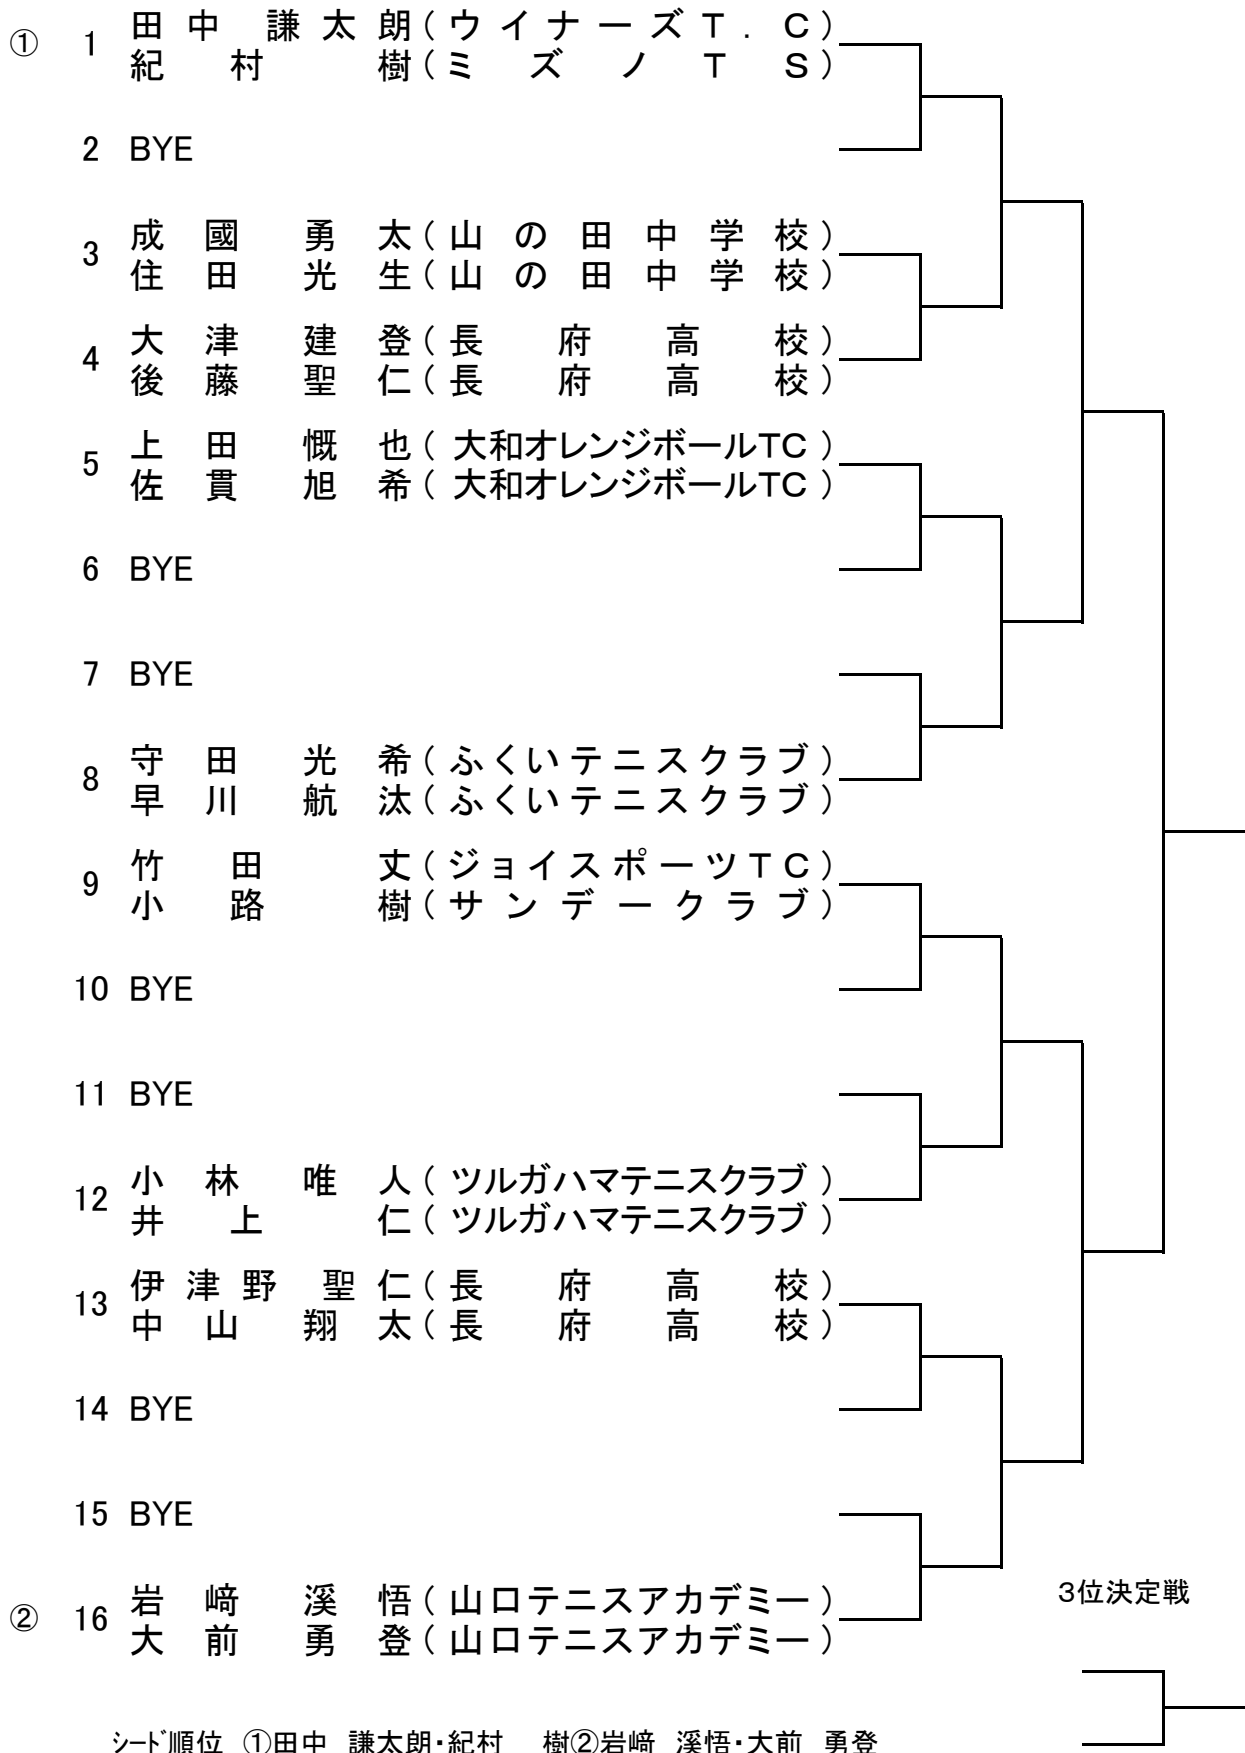 ① 1 田中 謙太朗(ウイナーズT．C)
紀村 樹(ミズノTS)
2 BYE
3 成國 勇太(山の田中学校)
住田 光生(山の田中学校)
4 大津 建登(長府高校)
後藤 聖仁(長府高校)
5 上田 慨也(大和オレンジボールTC)
佐貫 旭希(大和オレンジボールTC)
6 BYE
7 BYE
8 守田 光希(ふくいテニスクラブ)
早川 航汰(ふくいテニスクラブ)
9 竹田 丈(ジョイスポーツTC)
小路 樹(サンデークラブ)
10 BYE
11 BYE
12 小林 唯人(ツルガハマテニスクラブ)
井上 仁(ツルガハマテニスクラブ)
13 伊津野 聖仁(長府高校)
中山 翔太(長府高校)
14 BYE
15 BYE
② 16 岩﨑 溪悟(山口テニスアカデミー)
大前 勇登(山口テニスアカデミー)
3位決定戦
シード順位 ①田中 謙太朗・紀村 樹②岩﨑 溪悟・大前 勇登